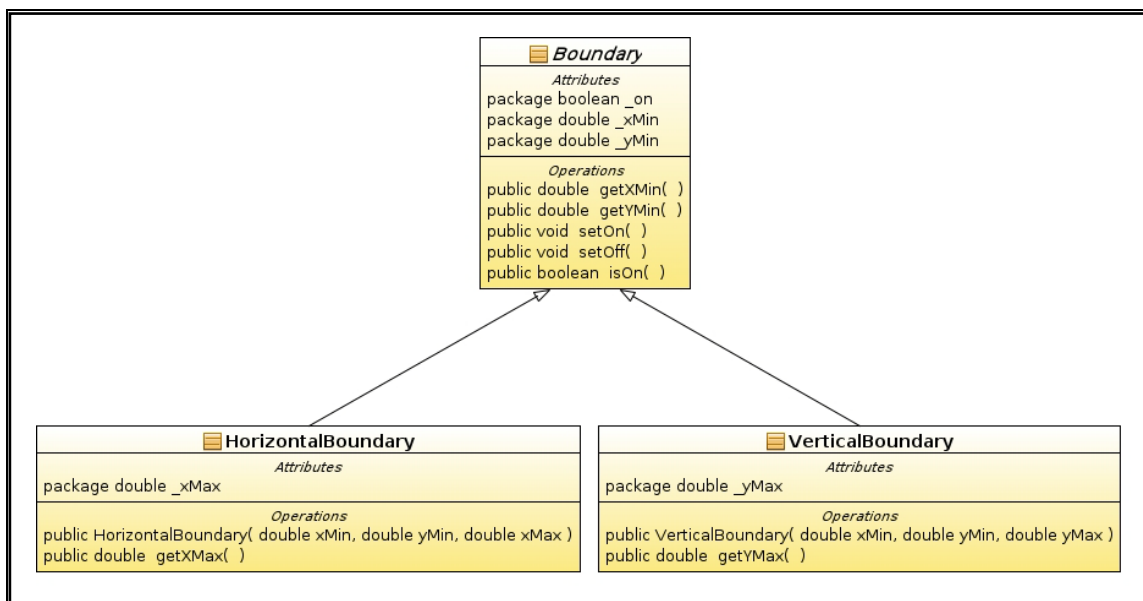 Boundary
Attributes
package boolean _on
package double _xMin
package double _yMin
Operations
public double getXMin( )
public double getYMin( )
public void setOn( )
public void setOff( )
public boolean isOn( )
HorizontalBoundary
Attributes
package double _xMax
Operations
public HorizontalBoundary( double xMin, double yMin, double xMax )
public double getXMax( )
VerticalBoundary
Attributes
package double _yMax
Operations
public VerticalBoundary( double xMin, double yMin, double yMax )
public double getYMax( )